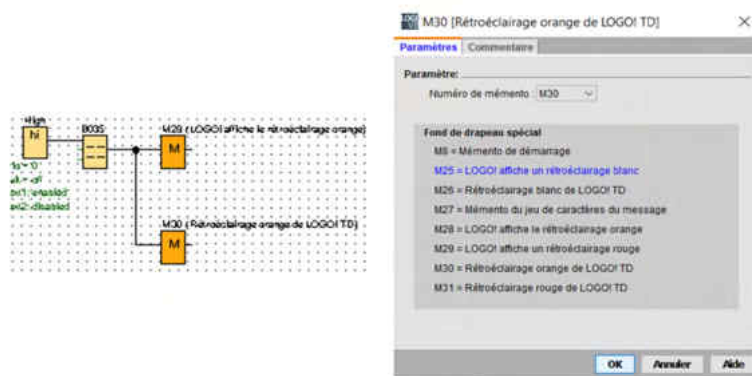 High
hi
B035
M28 (LOGO! affiche le rétroéclairage orange)
M
M30 (Rétroéclairage orange de LOGO! TD)
M
M30 [Rétroéclairage orange de LOGO! TD]
Paramètres
Commentaire
Paramètre:
Numéro de mémento : M30
Fond de drapeau spécial
M8 = Mémento de démarrage
M25 = LOGO! affiche un rétroéclairage blanc
M26 = Rétroéclairage blanc de LOGO! TD
M27 = Mémento du jeu de caractères du message
M28 = LOGO! affiche le rétroéclairage orange
M29 = LOGO! affiche un rétroéclairage rouge
M30 = Rétroéclairage orange de LOGO! TD
M31 = Rétroéclairage rouge de LOGO! TD
OK
Annuler
Aide